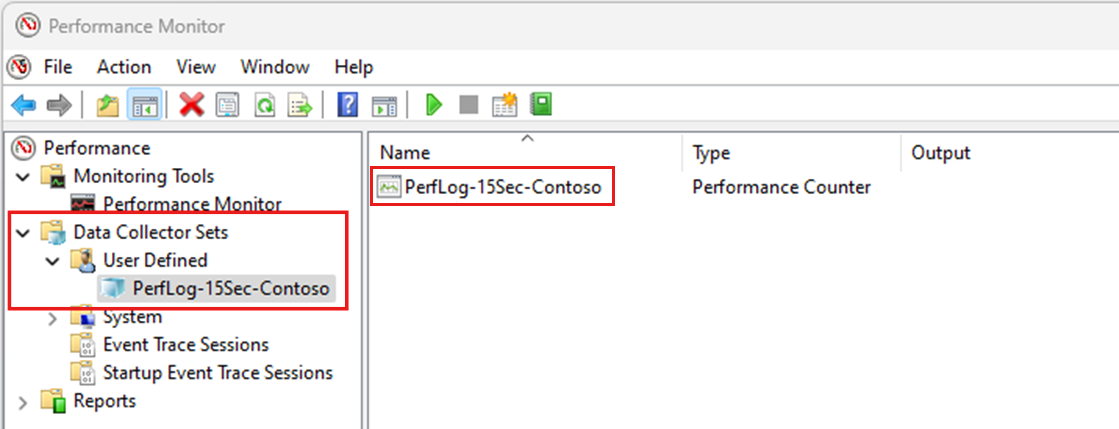 Performance Monitor
File Action View Window Help
Performance
Monitoring Tools
Performance Monitor
Data Collector Sets
User Defined
PerfLog-15Sec-Contoso
System
Event Trace Sessions
Startup Event Trace Sessions
Reports
Name Type Output
PerfLog-15Sec-Contoso Performance Counter